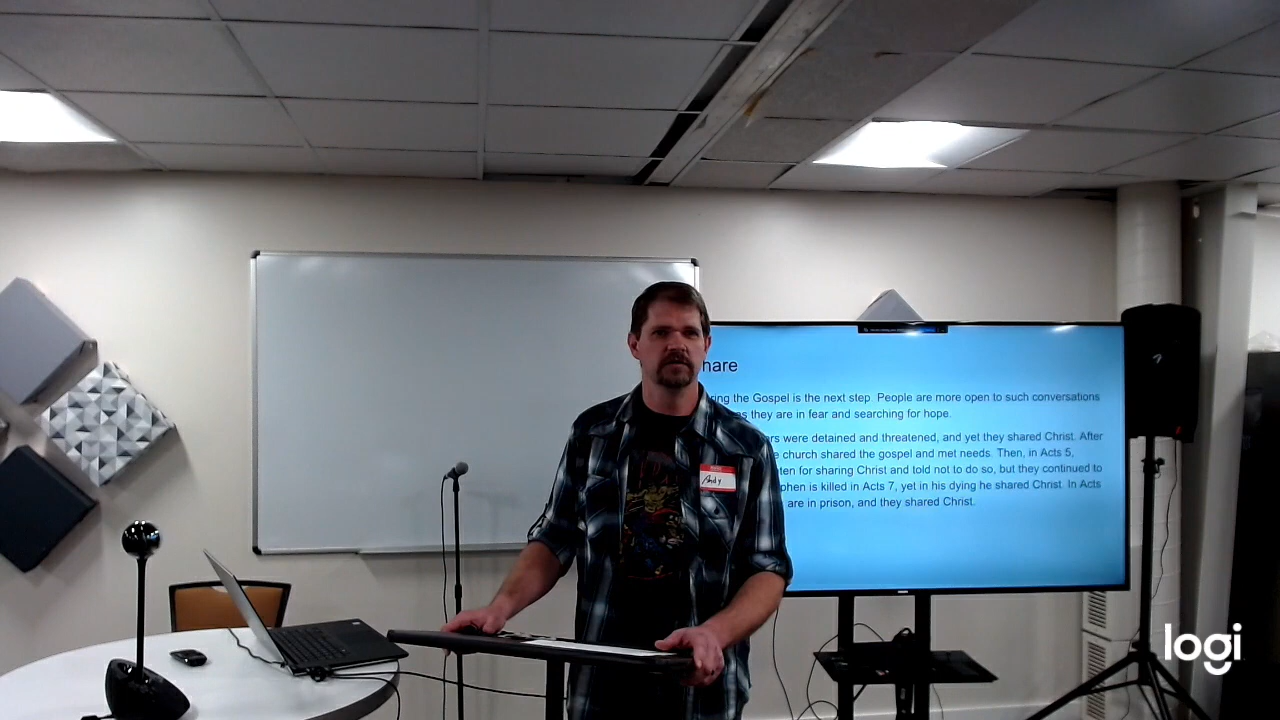 hare
ring the Gospel is the next step. People are more open to such conversations
as they are in fear and searching for hope.
rs were detained and threatened, and yet they shared Christ. After
e church shared the gospel and met needs. Then, in Acts 5,
ten for sharing Christ and told not to do so, but they continued to
phen is killed in Acts 7, yet in his dying he shared Christ. In Acts
are in prison, and they shared Christ.
Andy
logi